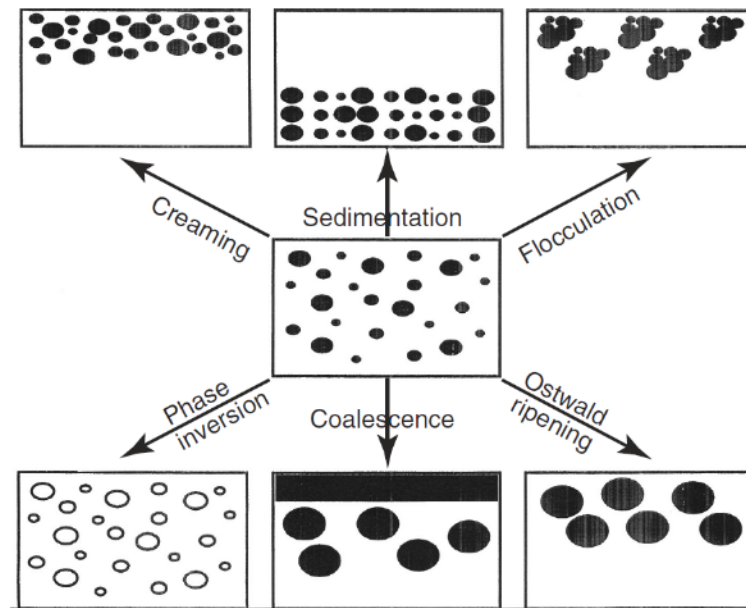 Creaming
Sedimentation
Flocculation
Phase
inversion
Coalescence
Ostwald
ripening